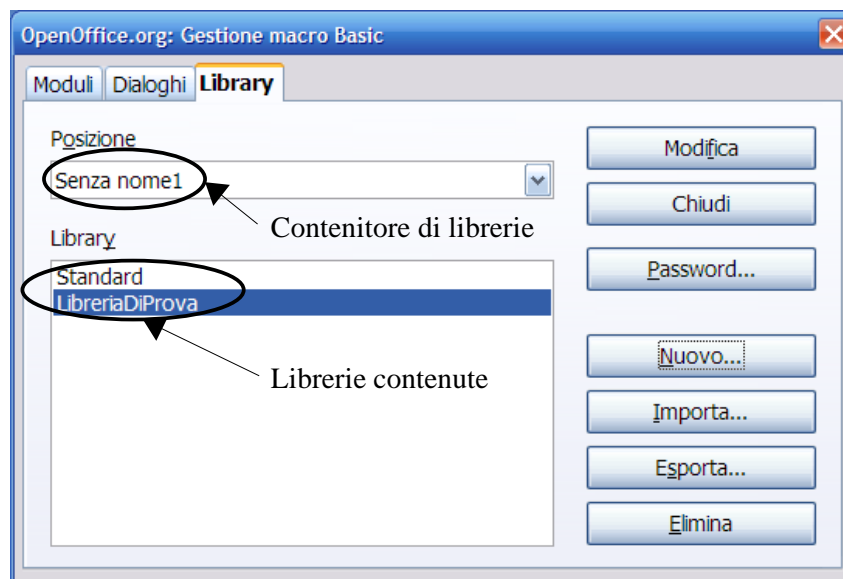 OpenOffice.org: Gestione macro Basic
Moduli Dialoghi Library
Posizione
Senza nome1
Contenitore di librerie
Library
Standard
LibreriaDiProva
Librerie contenute
Modifica
Chiudi
Password...
Nuovo...
Importa...
Esporta...
Elimina